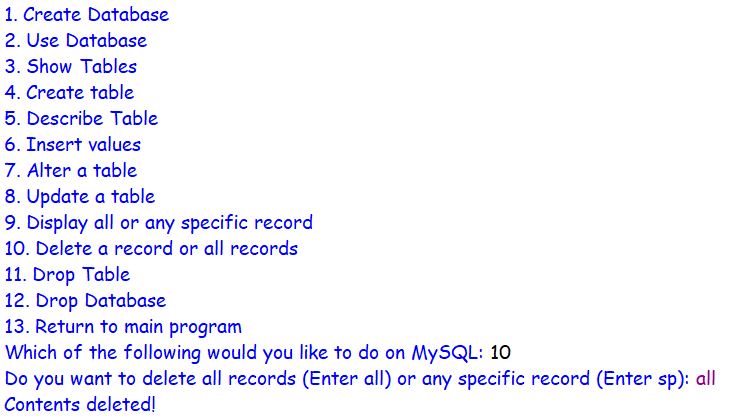 1. Create Database
2. Use Database
3. Show Tables
4. Create table
5. Describe Table
6. Insert values
7. Alter a table
8. Update a table
9. Display all or any specific record
10. Delete a record or all records
11. Drop Table
12. Drop Database
13. Return to main program
Which of the following would you like to do on MySQL: 10
Do you want to delete all records (Enter all) or any specific record (Enter sp): all
Contents deleted!